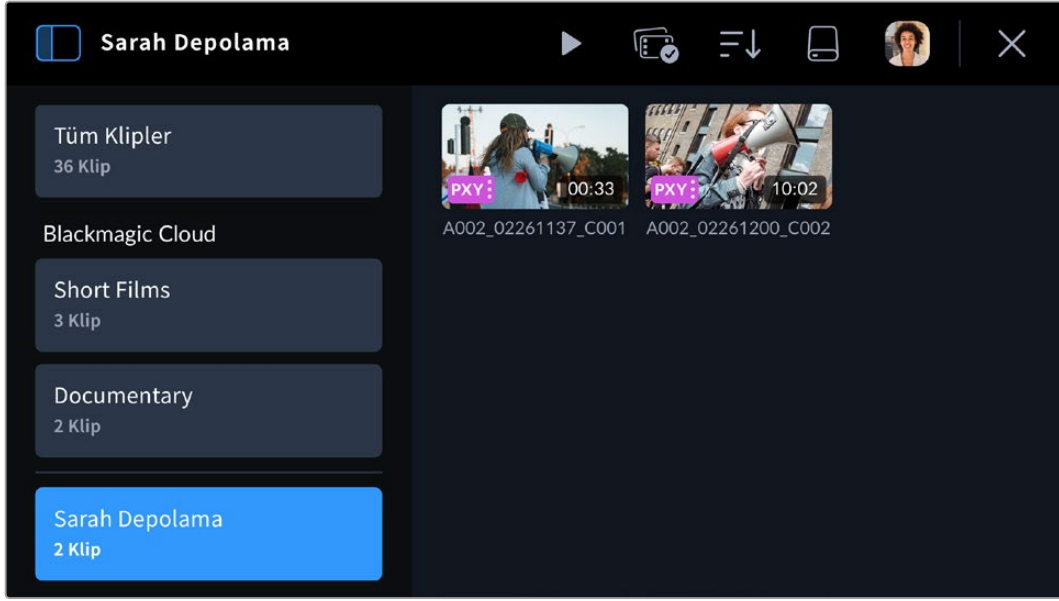 Sarah Depolama
Tüm Klipler
36 Klip
Blackmagic Cloud
Short Films
3 Klip
Documentary
2 Klip
Sarah Depolama
2 Klip
PXY 00:33
A002_02261137_C001
PXY 10:02
A002_02261200_C002